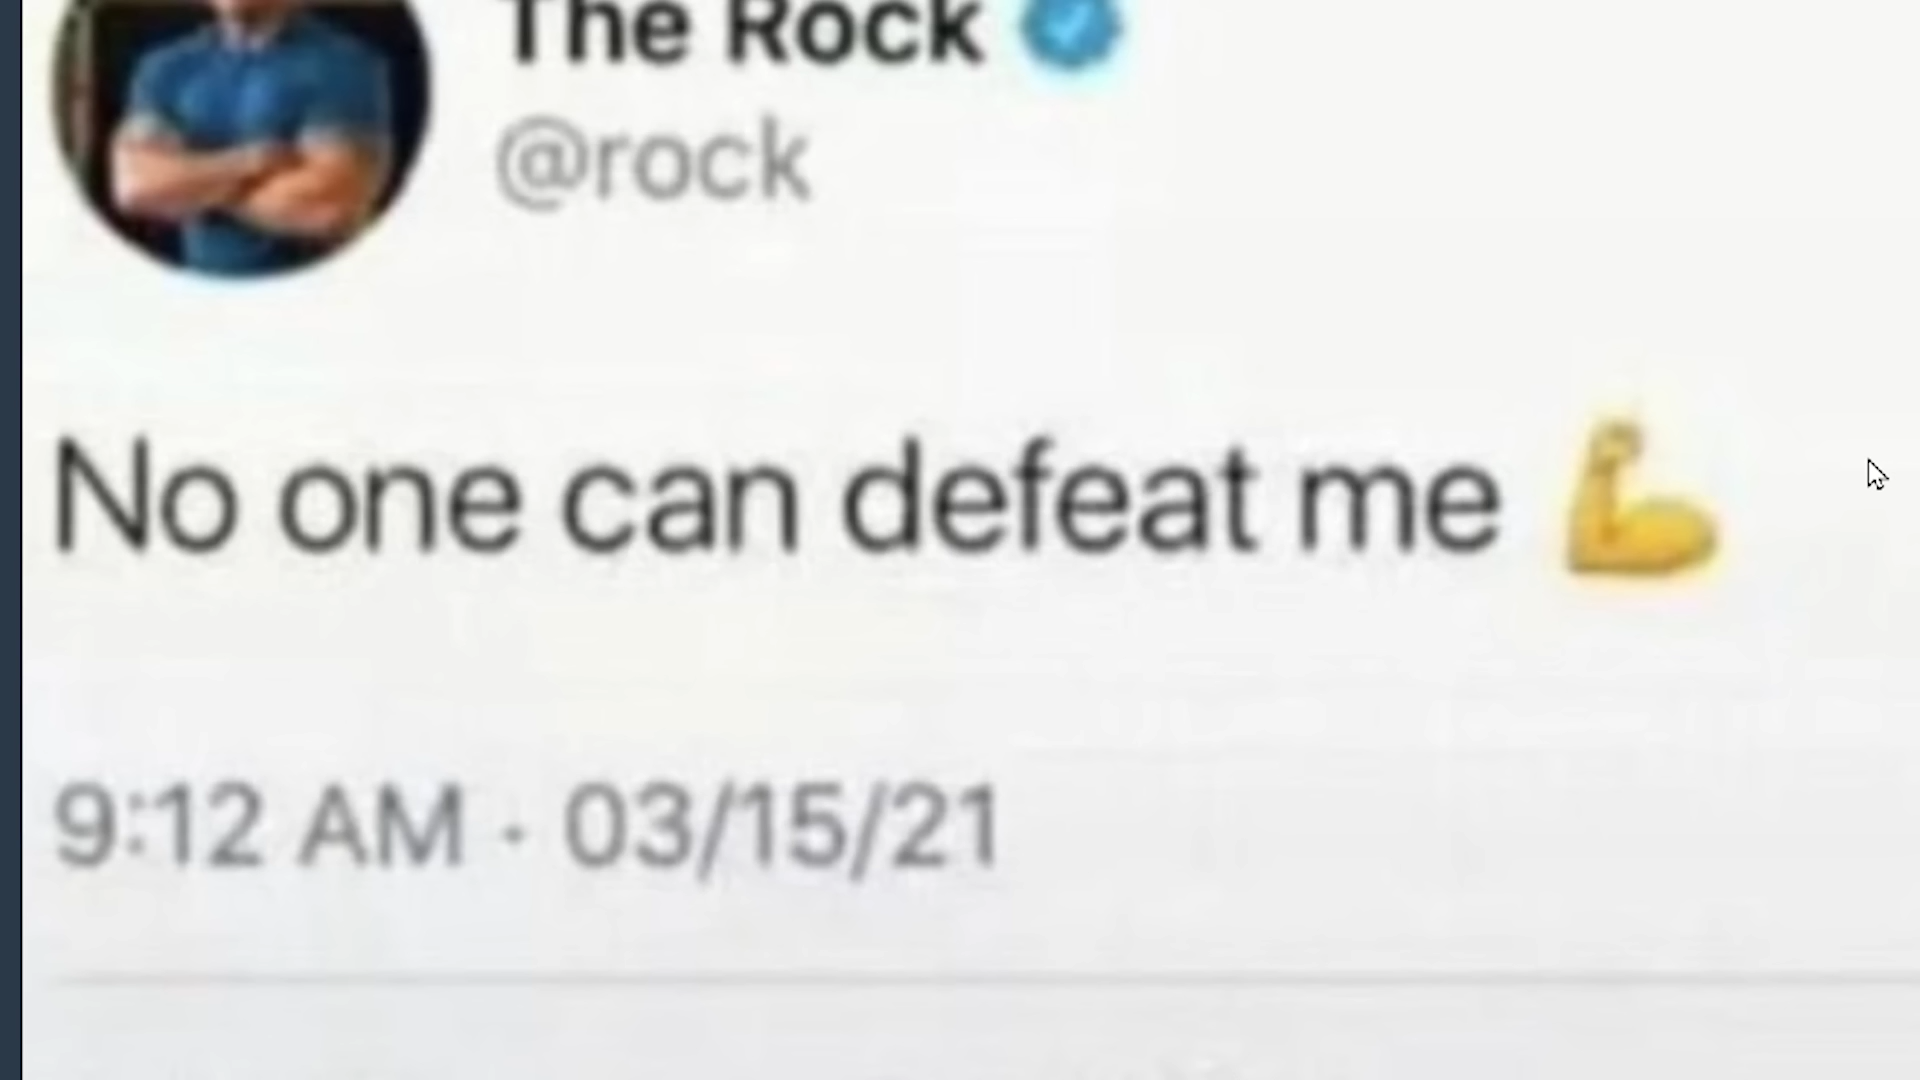 The Rock
@rock
No one can defeat me 💪
9:12 AM · 03/15/21